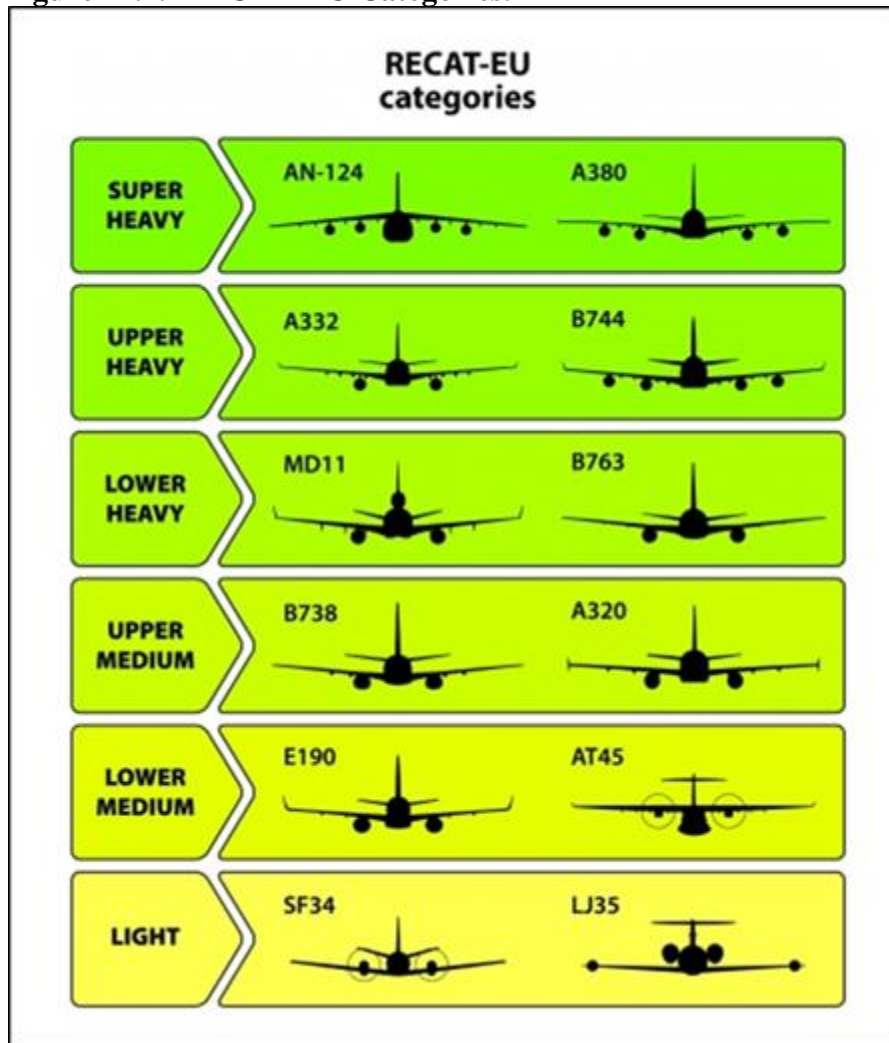 RECAT-EU
categories
SUPER
HEAVY
AN-124
A380
UPPER
HEAVY
A332
B744
LOWER
HEAVY
MD11
B763
UPPER
MEDIUM
B738
A320
LOWER
MEDIUM
E190
AT45
LIGHT
SF34
LJ35